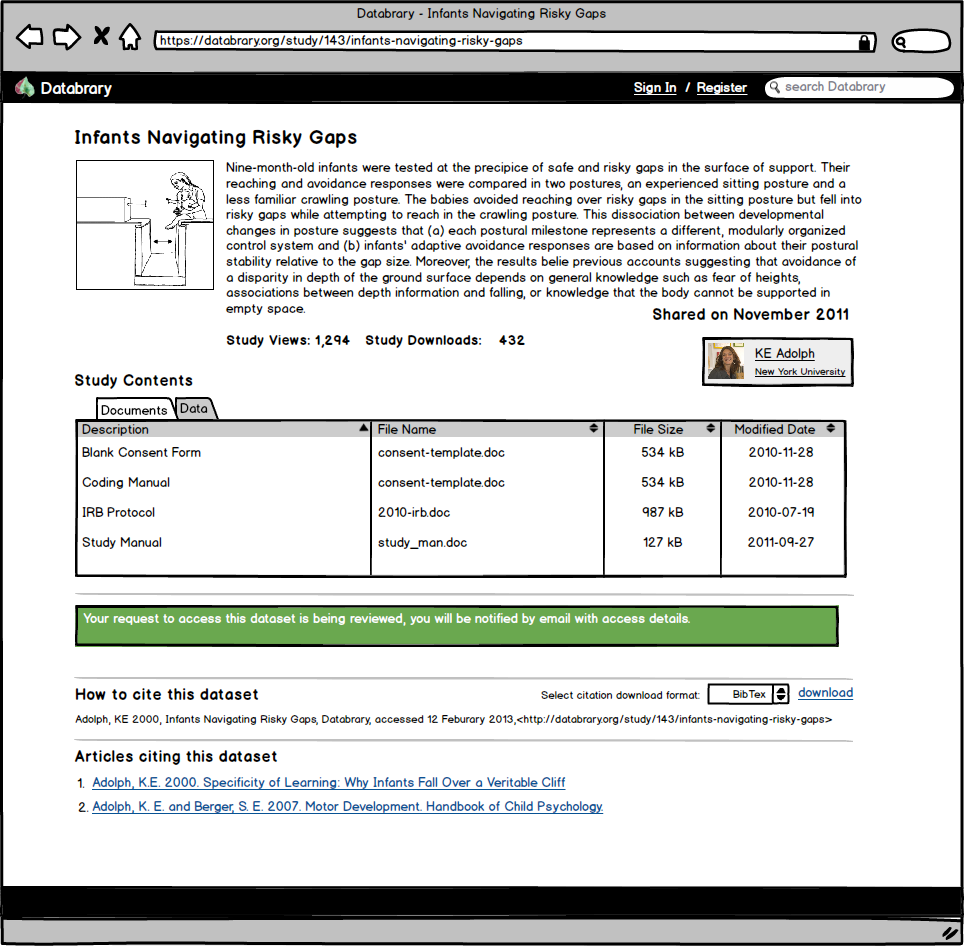 Databrary - Infants Navigating Risky Gaps
https://databrary.org/study/143/infants-navigating-risky-gaps
Databrary
Sign In / Register
search Databrary
Infants Navigating Risky Gaps
Nine-month-old infants were tested at the precipice of safe and risky gaps in the surface of support. Their
reaching and avoidance responses were compared in two postures, an experienced sitting posture and a
less familiar crawling posture. The babies avoided reaching over risky gaps in the sitting posture but fell into
risky gaps while attempting to reach in the crawling posture. This dissociation between developmental
changes in posture suggests that (a) each postural milestone represents a different, modularly organized
control system and (b) infants' adaptive avoidance responses are based on information about their postural
stability relative to the gap size. Moreover, the results belie previous accounts suggesting that avoidance of
a disparity in depth of the ground surface depends on general knowledge such as fear of heights,
associations between depth information and falling, or knowledge that the body cannot be supported in
empty space.
Shared on November 2011
Study Views: 1,294 Study Downloads: 432
KE Adolph
New York University
Study Contents
Documents Data
Description File Name File Size Modified Date
Blank Consent Form consent-template.doc 534 kB 2010-11-28
Coding Manual consent-template.doc 534 kB 2010-11-28
IRB Protocol 2010-irb.doc 987 kB 2010-07-19
Study Manual study_man.doc 127 kB 2011-09-27
Your request to access this dataset is being reviewed, you will be notified by email with access details.
How to cite this dataset
Select citation download format: BibTex download
Adolph, KE 2000, Infants Navigating Risky Gaps, Databrary, accessed 12 Feburary 2013,<http://databrary.org/study/143/infants-navigating-risky-gaps>
Articles citing this dataset
1. Adolph, K.E. 2000. Specificity of Learning: Why Infants Fall Over a Veritable Cliff
2. Adolph, K. E. and Berger, S. E. 2007. Motor Development. Handbook of Child Psychology.